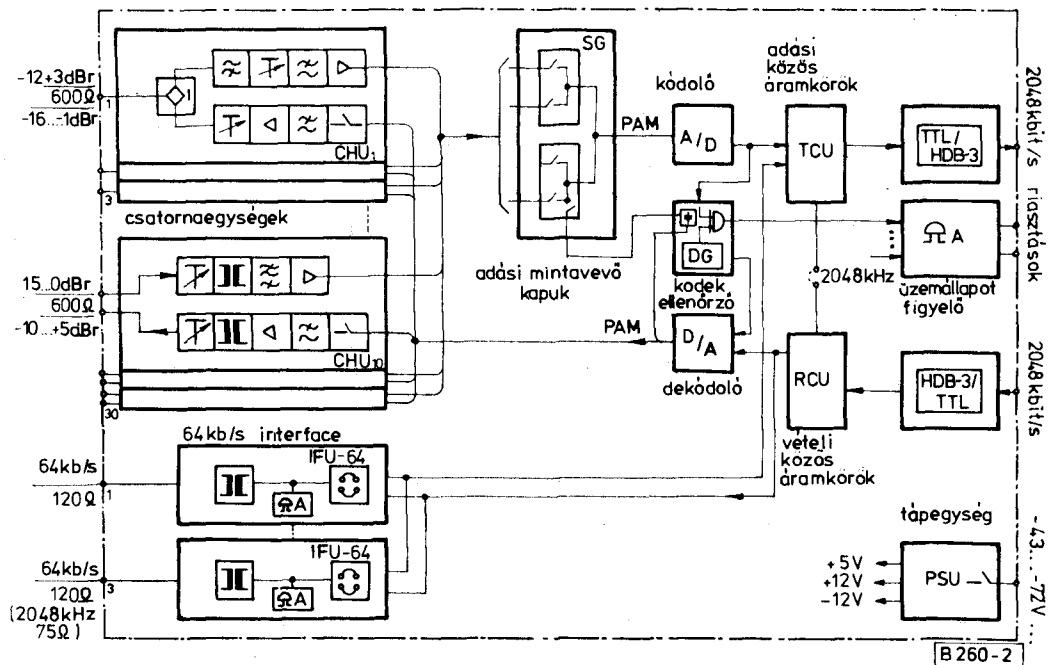 -12+3dBr
600Ω
-16...-1dBr
1
CHU1
3
csatornaegységek
15...0dBr
600Ω
-10...+5dBr
CHU10
30
SG
adási mintavevő
kapuk
PAM
kódoló
A/D
kodek
ellenőrző
DG
PAM
D/A
dekódoló
adási
közös
áramkörök
TCU
2048kHz
RCU
vételi
közös
áramkörök
TTL/
HDB-3
A
üzemállapot
figyelő
HDB-3/
TTL
2048kbit/s
riasztások
2048kbit/s
64kb/s interface
64kb/s
120Ω
1
IFU-64
A
64kb/s
120Ω
3
(2048kHz
75Ω)
IFU-64
A
tápegység
+5V
+12V
-12V
PSU
-43...-72V...
B260-2